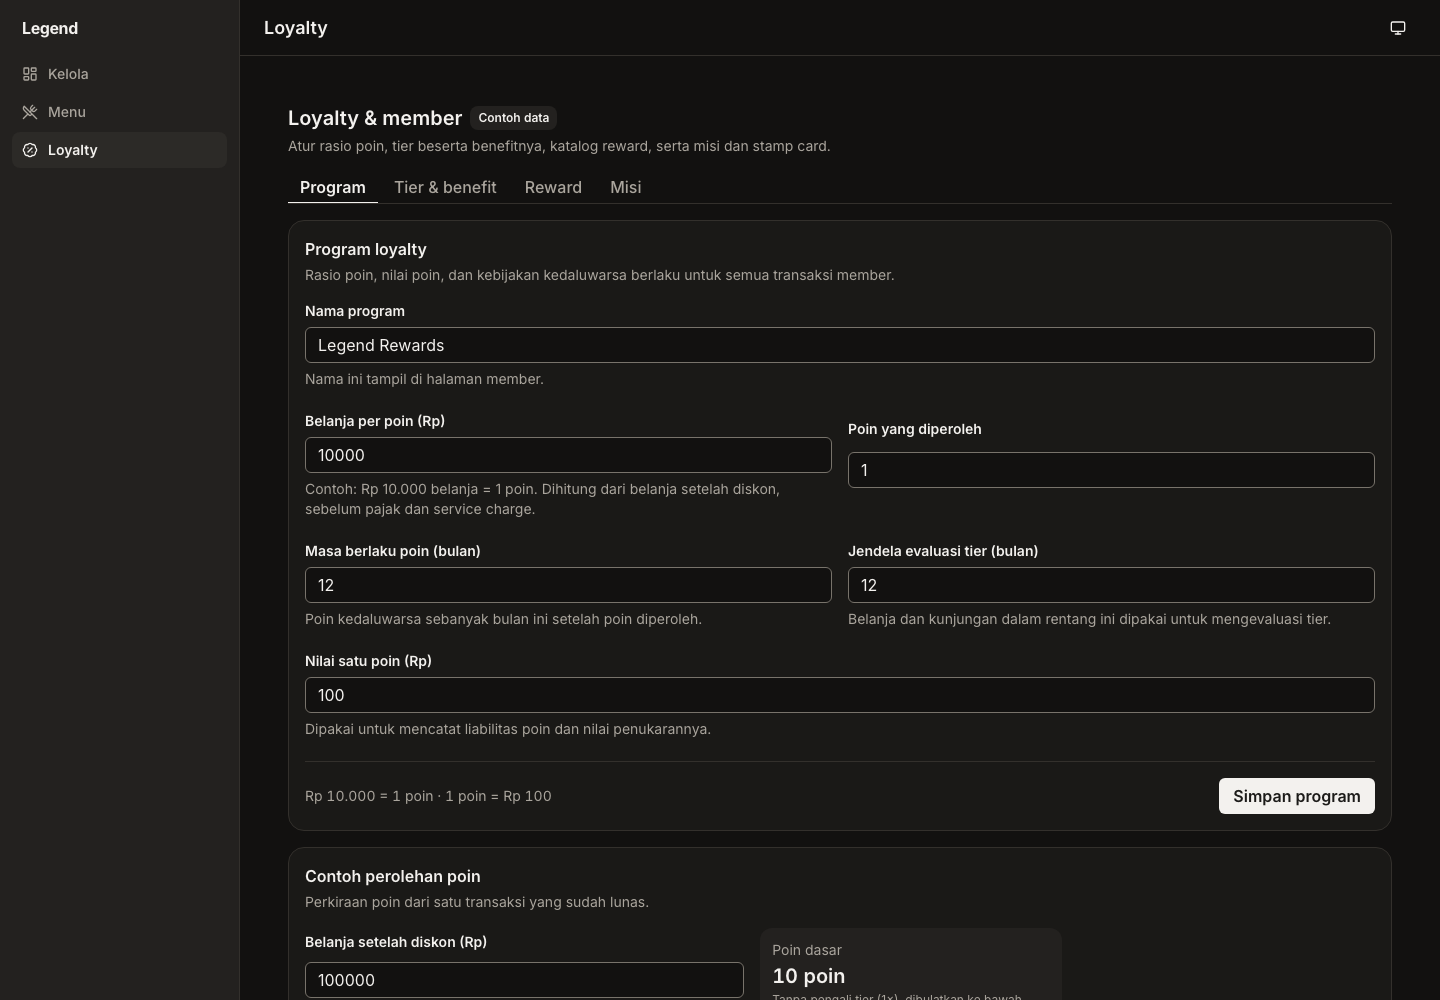 Legend
Kelola
Menu
Loyalty
Loyalty
Loyalty & member
Contoh data
Atur rasio poin, tier beserta benefitnya, katalog reward, serta misi dan stamp card.
Program
Tier & benefit
Reward
Misi
Program loyalty
Rasio poin, nilai poin, dan kebijakan kedaluwarsa berlaku untuk semua transaksi member.
Nama program
Legend Rewards
Nama ini tampil di halaman member.
Belanja per poin (Rp)
10000
Contoh: Rp 10.000 belanja = 1 poin. Dihitung dari belanja setelah diskon,
sebelum pajak dan service charge.
Poin yang diperoleh
1
Masa berlaku poin (bulan)
12
Poin kedaluwarsa sebanyak bulan ini setelah poin diperoleh.
Jendela evaluasi tier (bulan)
12
Belanja dan kunjungan dalam rentang ini dipakai untuk mengevaluasi tier.
Nilai satu poin (Rp)
100
Dipakai untuk mencatat liabilitas poin dan nilai penukarannya.
Rp 10.000 = 1 poin · 1 poin = Rp 100
Simpan program
Contoh perolehan poin
Perkiraan poin dari satu transaksi yang sudah lunas.
Belanja setelah diskon (Rp)
100000
Poin dasar
10 poin
Tanpa pengali tier (1x), dibulatkan ke bawah